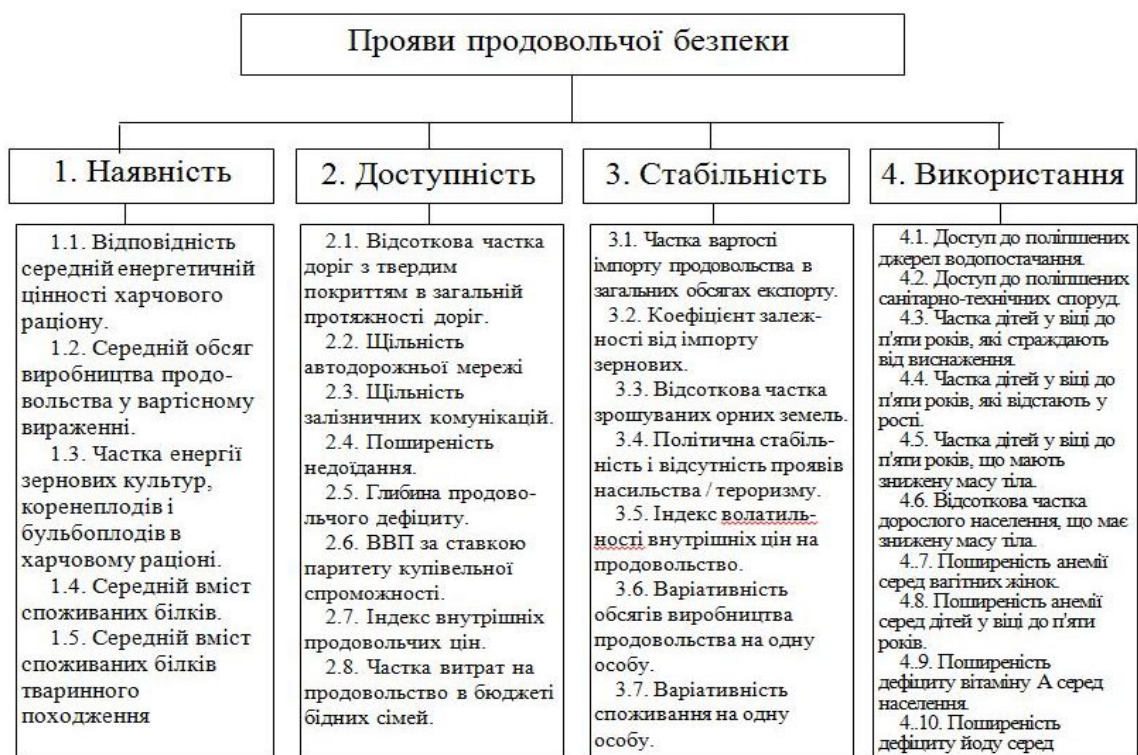 Прояви продовольчої безпеки
1. Наявність
2. Доступність
3. Стабільність
4. Використання
1.1. Відповідність
середній енергетичній
цінності харчового
раціону.
1.2. Середній обсяг
виробництва продо-
вольства у вартісному
вираженні.
1.3. Частка енергії
зернових культур,
коренеплодів і
бульбоплодів в
харчовому раціоні.
1.4. Середній вміст
споживаних білків.
1.5. Середній вміст
споживаних білків
тваринного
походження
2.1. Відсоткова частка
доріг з твердим
покриттям в загальній
протяжності доріг.
2.2. Щільність
автодорожньої мережі
2.3. Щільність
залізничних комунікацій.
2.4. Поширеність
недоїдання.
2.5. Глибина продово-
льчого дефіциту.
2.6. ВВП за ставкою
паритету купівельної
спроможності.
2.7. Індекс внутрішніх
продовольчих цін.
2.8. Частка витрат на
продовольство в бюджеті
бідних сімей.
3.1. Частка вартості
імпорту продовольства в
загальних обсягах експорту.
3.2. Коефіцієнт залеж-
ності від імпорту
зернових.
3.3. Відсоткова частка
зрошуваних орних земель.
3.4. Політична стабіль-
ність і відсутність проявів
насильства / тероризму.
3.5. Індекс волатиль-
ності внутрішніх цін на
продовольство.
3.6. Варіативність
обсягів виробництва
продовольства на одну
особу.
3.7. Варіативність
споживання на одну
особу.
4.1. Доступ до поліпшених
джерел водопостачання.
4.2. Доступ до поліпшених
санітарно-технічних споруд.
4.3. Частка дітей у віці до
п'яти років, які страждають
від виснаження.
4.4. Частка дітей у віці до
п'яти років, які відстають у
рості.
4.5. Частка дітей у віці до
п'яти років, що мають
знижену масу тіла.
4.6. Відсоткова частка
дорослого населення, що має
знижену масу тіла.
4..7. Поширеність анемії
серед вагітних жінок.
4.8. Поширеність анемії
серед дітей у віці до п'яти
років.
4..9. Поширеність
дефіциту вітаміну А серед
населення.
4..10. Поширеність
дефіциту йоду серед